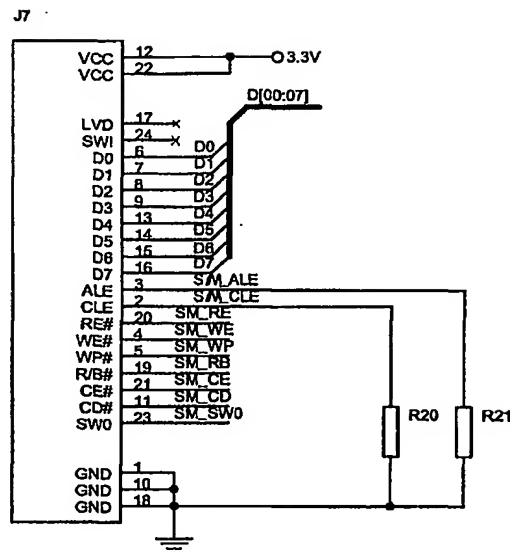 J7
VCC 12 3.3V
VCC 22
D[00:07]
LVD 17
SWI 24
D0 6 D0
D1 7 D1
D2 8 D2
D3 9 D3
D4 13 D4
D5 14 D5
D6 15 D6
D7 16 D7
ALE 3 SM_ALE
CLE 2 SM_CLE
RE# 20 SM_RE
WE# 4 SM_WE
WP# 5 SM_WP
R/B# 19 SM_RB
CE# 21 SM_CE
CD# 11 SM_CD
SW0 23 SM_SW0
R20 R21
GND 1
GND 10
GND 18